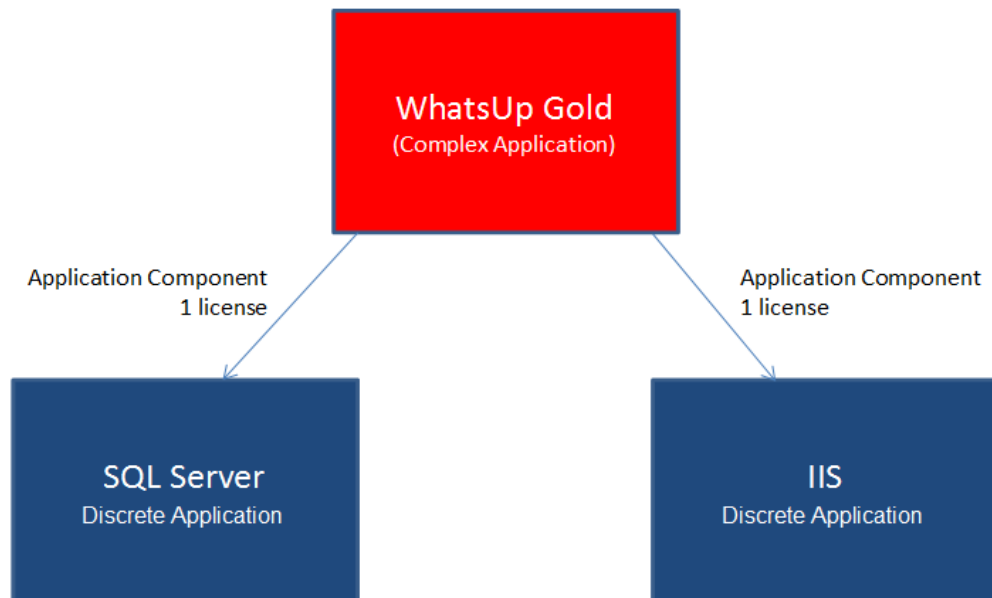 WhatsUp Gold
(Complex Application)
Application Component
1 license
Application Component
1 license
SQL Server
Discrete Application
IIS
Discrete Application